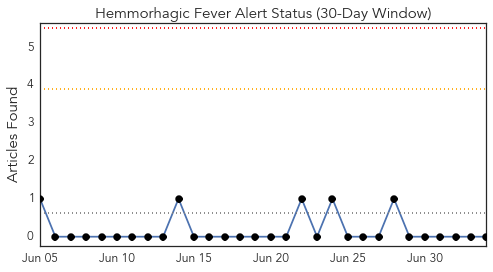 Hemmorhagic Fever Alert Status (30-Day Window)
Articles Found
5
4
3
2
1
0
Jun 05
Jun 10
Jun 15
Jun 20
Jun 25
Jun 30